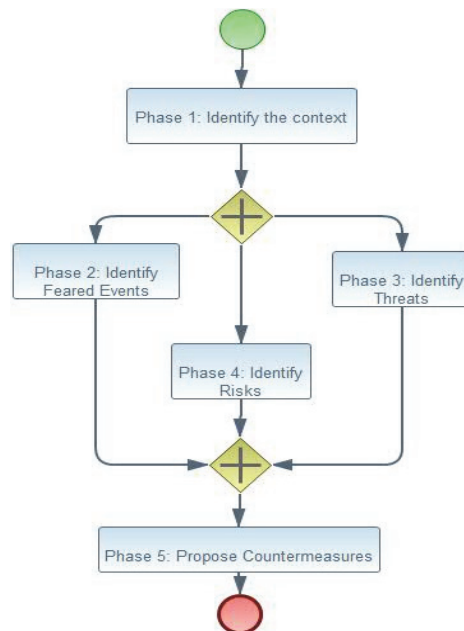 Phase 1: Identify the context
Phase 2: Identify
Feared Events
Phase 3: Identify
Threats
Phase 4: Identify
Risks
Phase 5: Propose Countermeasures